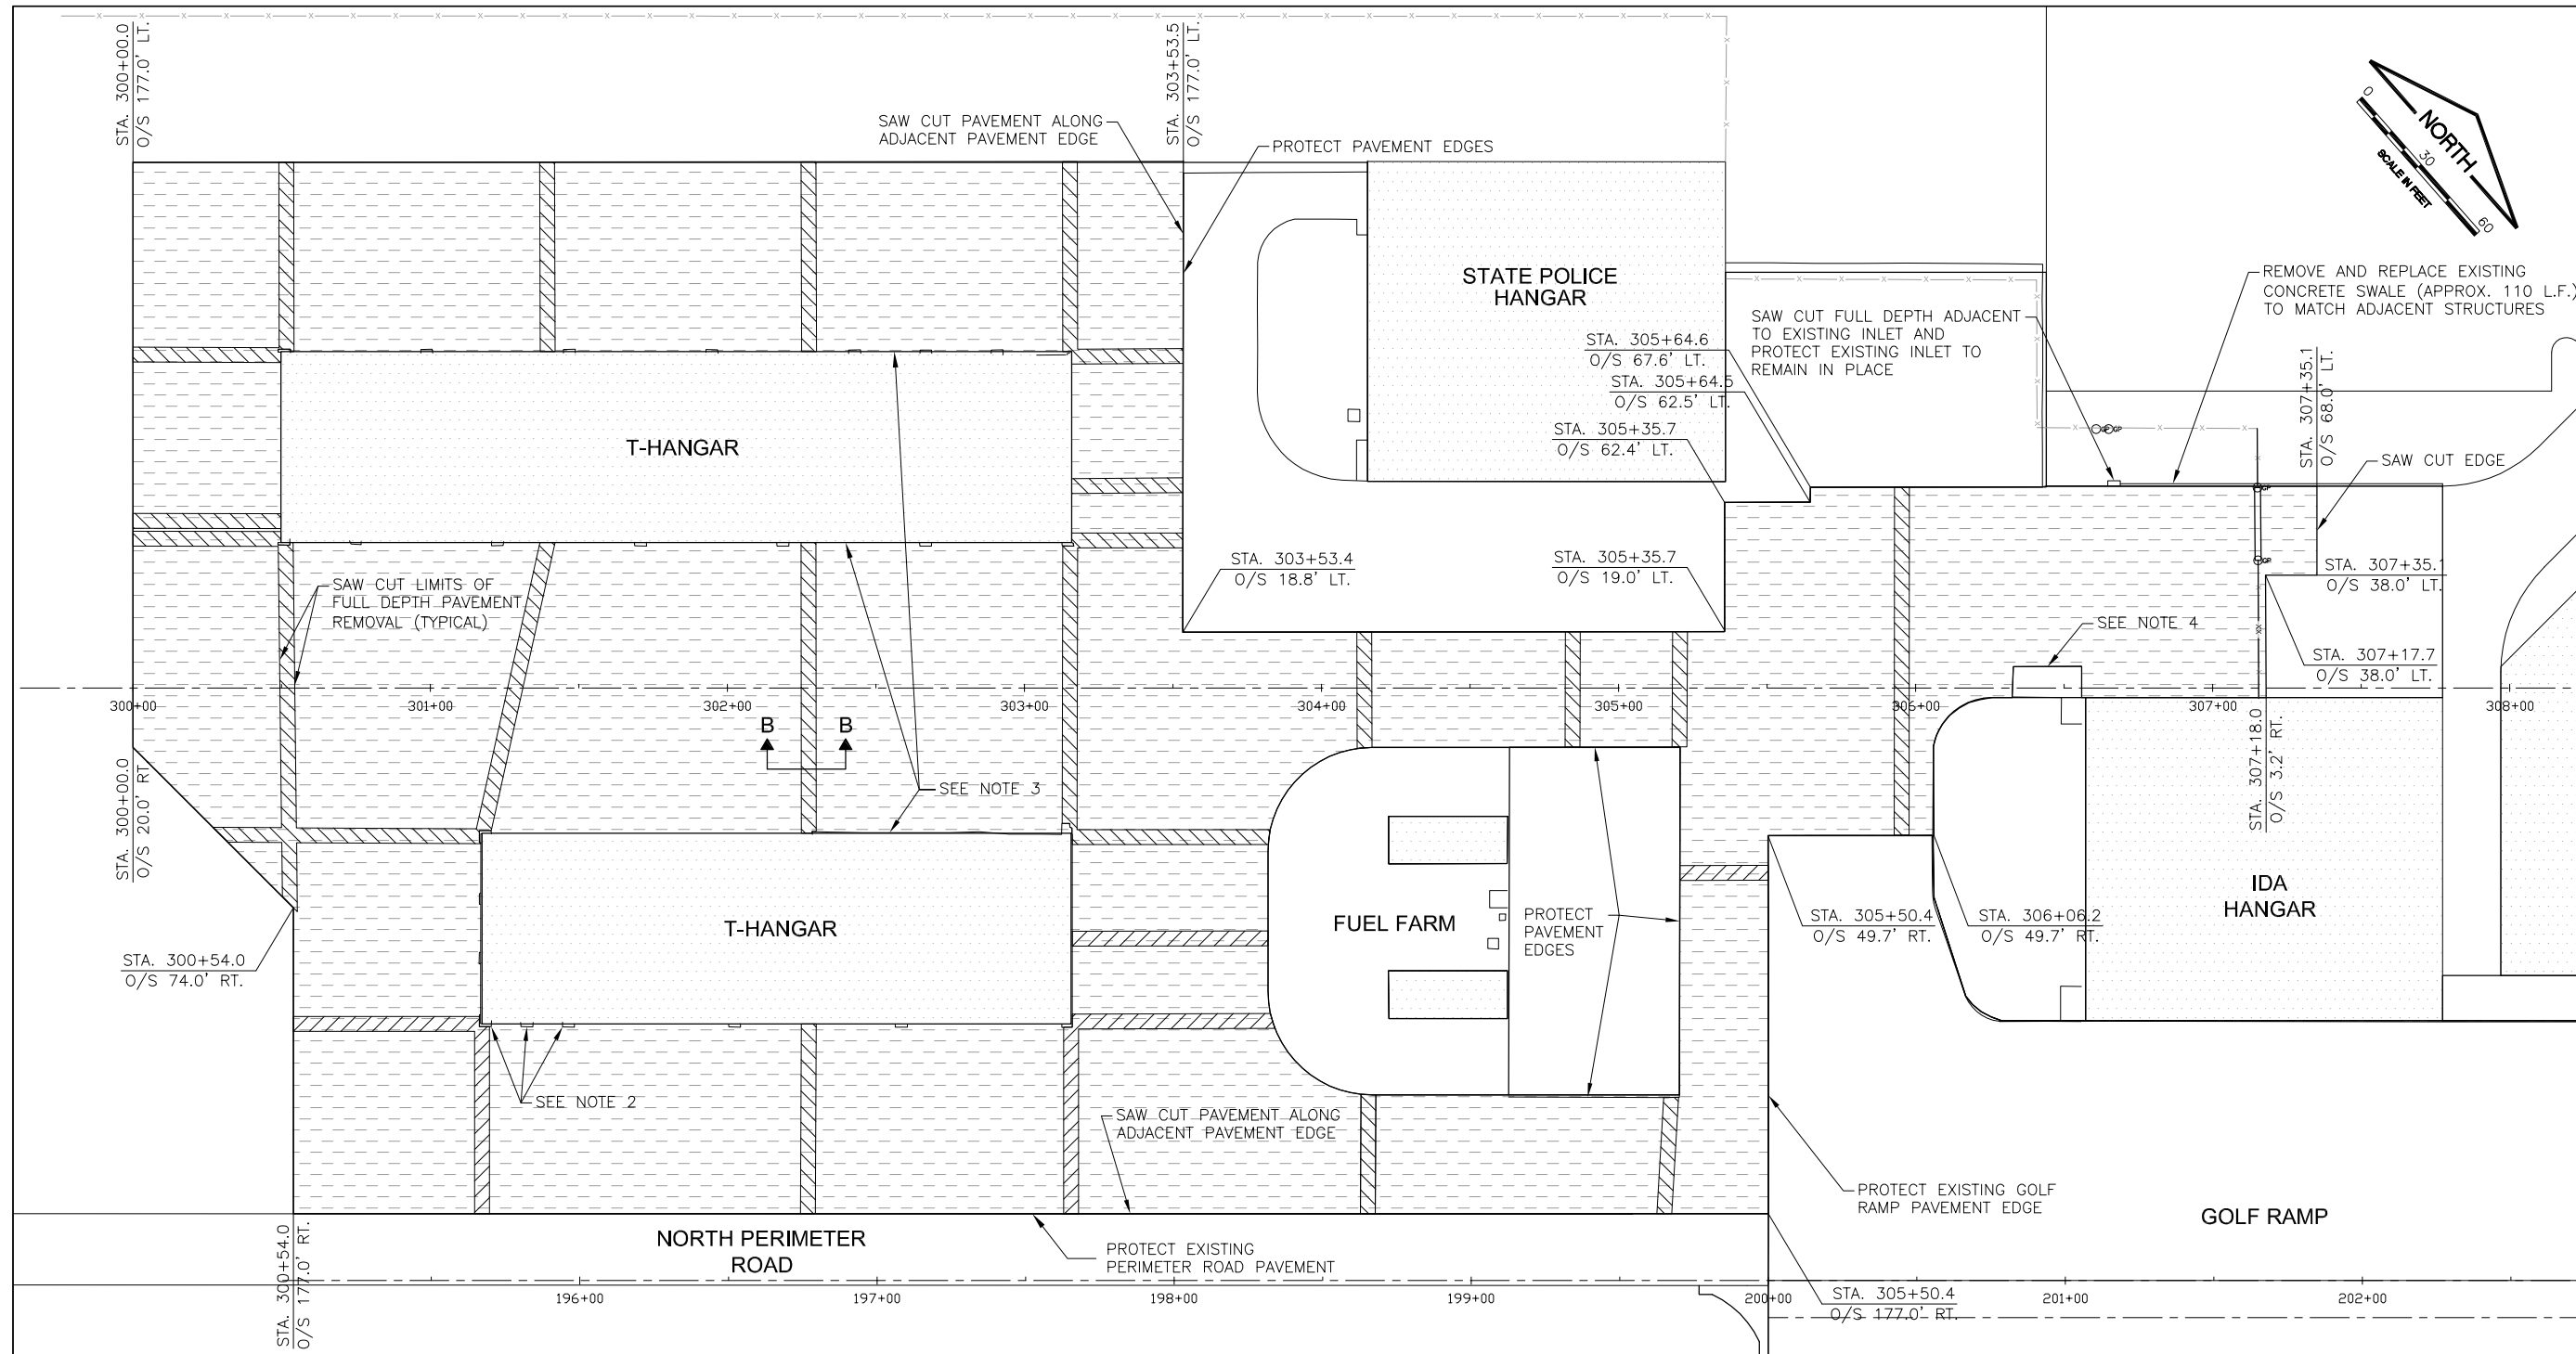 STA. 300+00.0
O/S 177.0' LT.
STA. 303+53.5
O/S 177.0' LT.
SAW CUT PAVEMENT ALONG
ADJACENT PAVEMENT EDGE
PROTECT PAVEMENT EDGES
NORTH
0
30
60
SCALE IN FEET
STATE POLICE
HANGAR
REMOVE AND REPLACE EXISTING
CONCRETE SWALE (APPROX. 110 L.F.)
TO MATCH ADJACENT STRUCTURES
SAW CUT FULL DEPTH ADJACENT
TO EXISTING INLET AND
PROTECT EXISTING INLET TO
REMAIN IN PLACE
STA. 305+64.6
O/S 67.6' LT.
STA. 305+64.5
O/S 62.5' LT.
STA. 305+35.7
O/S 62.4' LT.
STA. 307+35.1
O/S 68.0' LT.
SAW CUT EDGE
T-HANGAR
GP
GP
GP
GP
STA. 303+53.4
O/S 18.8' LT.
STA. 305+35.7
O/S 19.0' LT.
STA. 307+35.1
O/S 38.0' LT.
SAW CUT LIMITS OF
FULL DEPTH PAVEMENT
REMOVAL (TYPICAL)
SEE NOTE 4
STA. 307+17.7
O/S 38.0' LT.
300+00
301+00
302+00
303+00
304+00
305+00
306+00
307+00
308+00
B
B
STA. 300+00.0
O/S 20.0' RT.
STA. 307+18.0
O/S 3.2' RT.
SEE NOTE 3
T-HANGAR
FUEL FARM
PROTECT
PAVEMENT
EDGES
STA. 305+50.4
O/S 49.7' RT.
STA. 306+06.2
O/S 49.7' RT.
IDA
HANGAR
STA. 300+54.0
O/S 74.0' RT.
SEE NOTE 2
SAW CUT PAVEMENT ALONG
ADJACENT PAVEMENT EDGE
PROTECT EXISTING GOLF
RAMP PAVEMENT EDGE
GOLF RAMP
STA. 300+54.0
O/S 177.0' RT.
NORTH PERIMETER
ROAD
PROTECT EXISTING
PERIMETER ROAD PAVEMENT
196+00
197+00
198+00
199+00
200+00
201+00
202+00
STA. 305+50.4
O/S 177.0' RT.